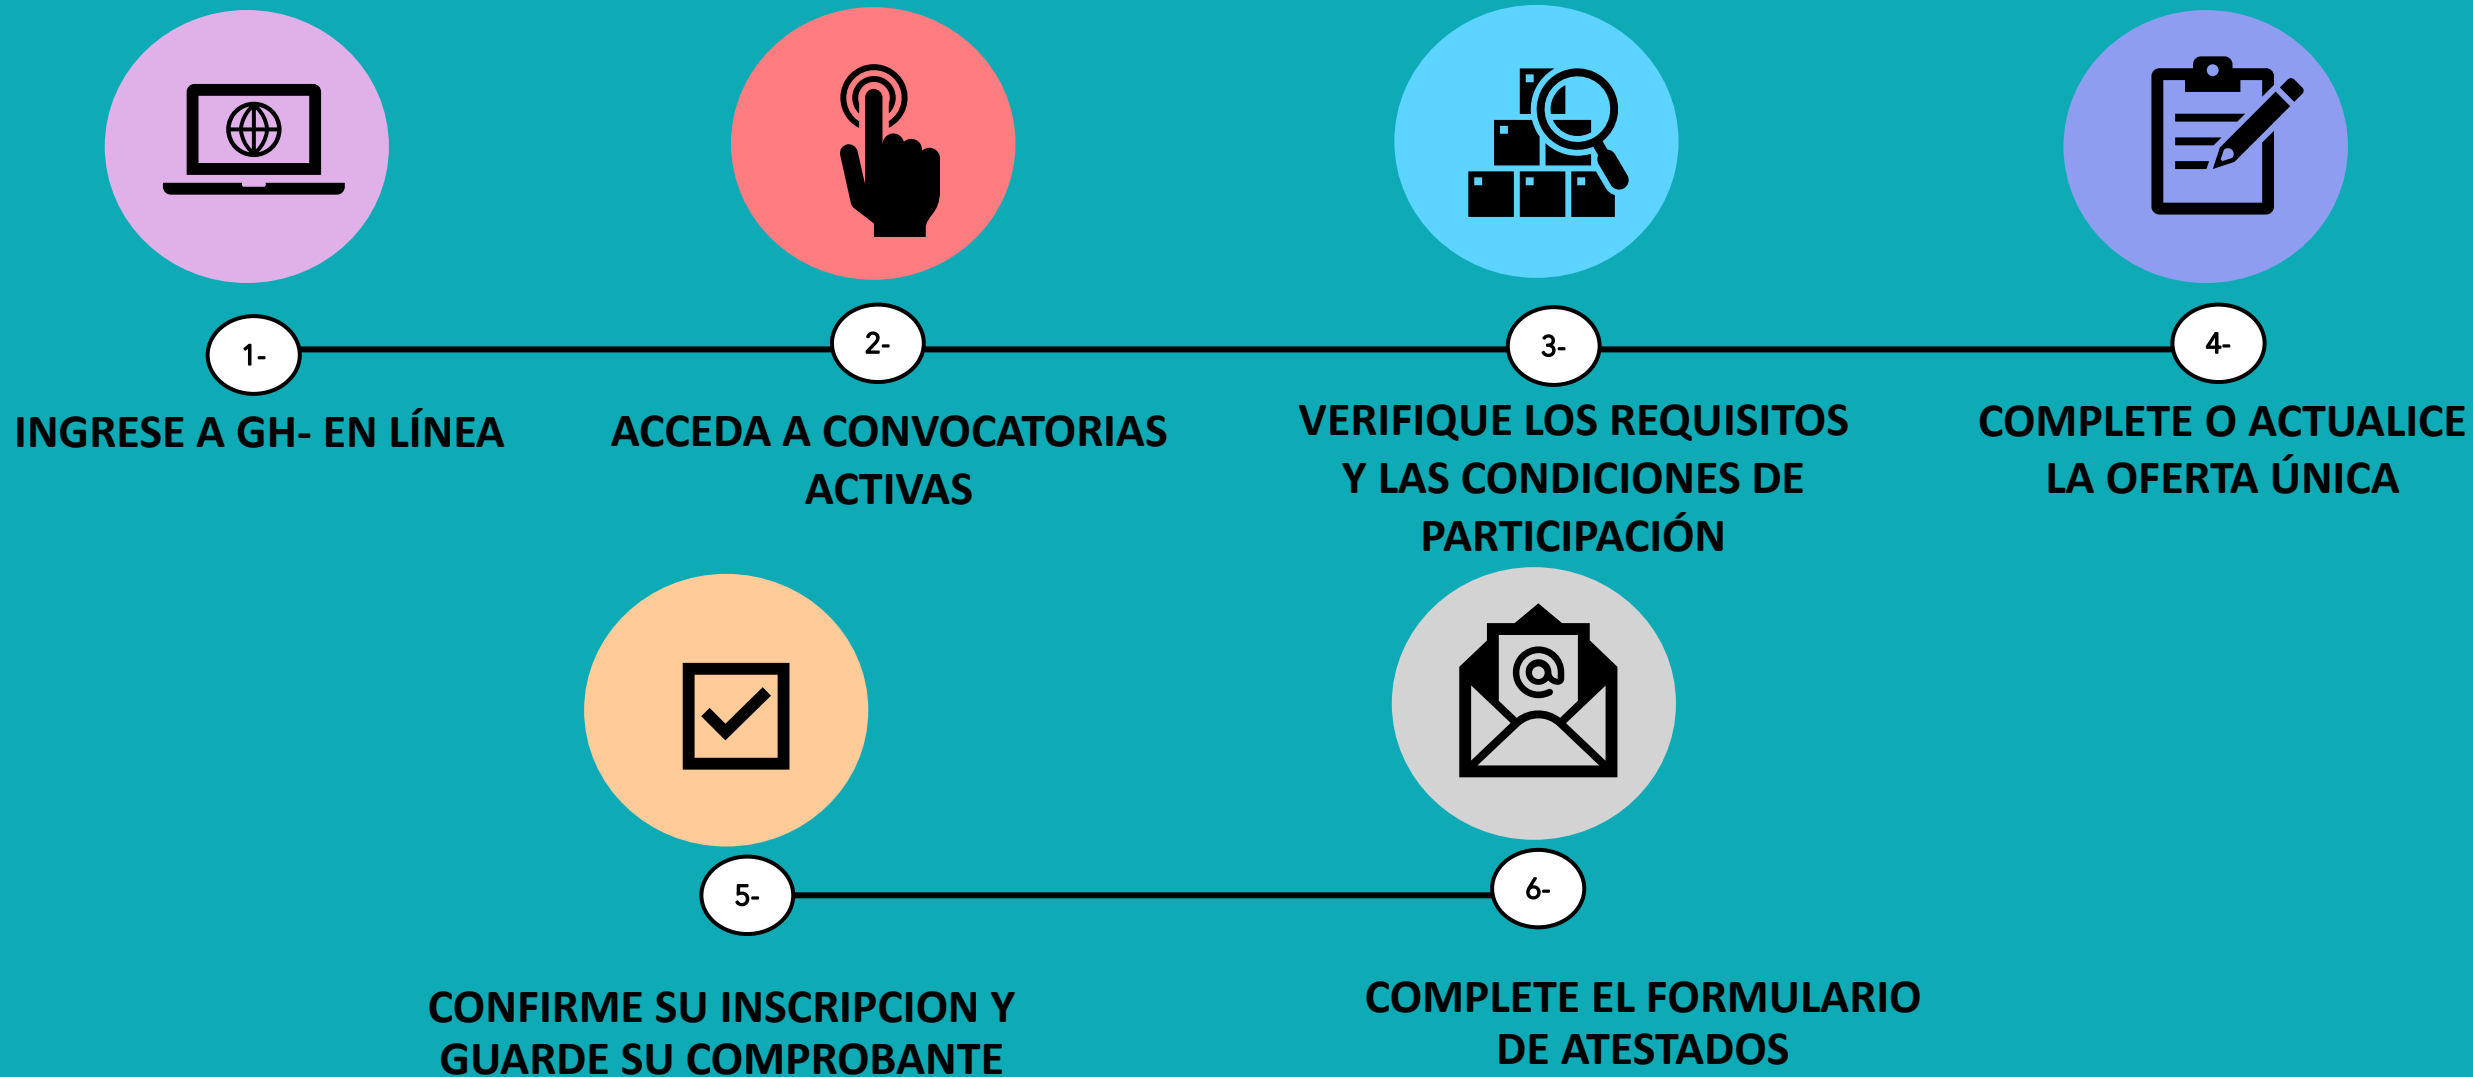 1-
INGRESE A GH- EN LÍNEA
2-
ACCEDA A CONVOCATORIAS
ACTIVAS
3-
VERIFIQUE LOS REQUISITOS
Y LAS CONDICIONES DE
PARTICIPACIÓN
4-
COMPLETE O ACTUALICE
LA OFERTA ÚNICA
5-
CONFIRME SU INSCRIPCION Y
GUARDE SU COMPROBANTE
@
6-
COMPLETE EL FORMULARIO
DE ATESTADOS